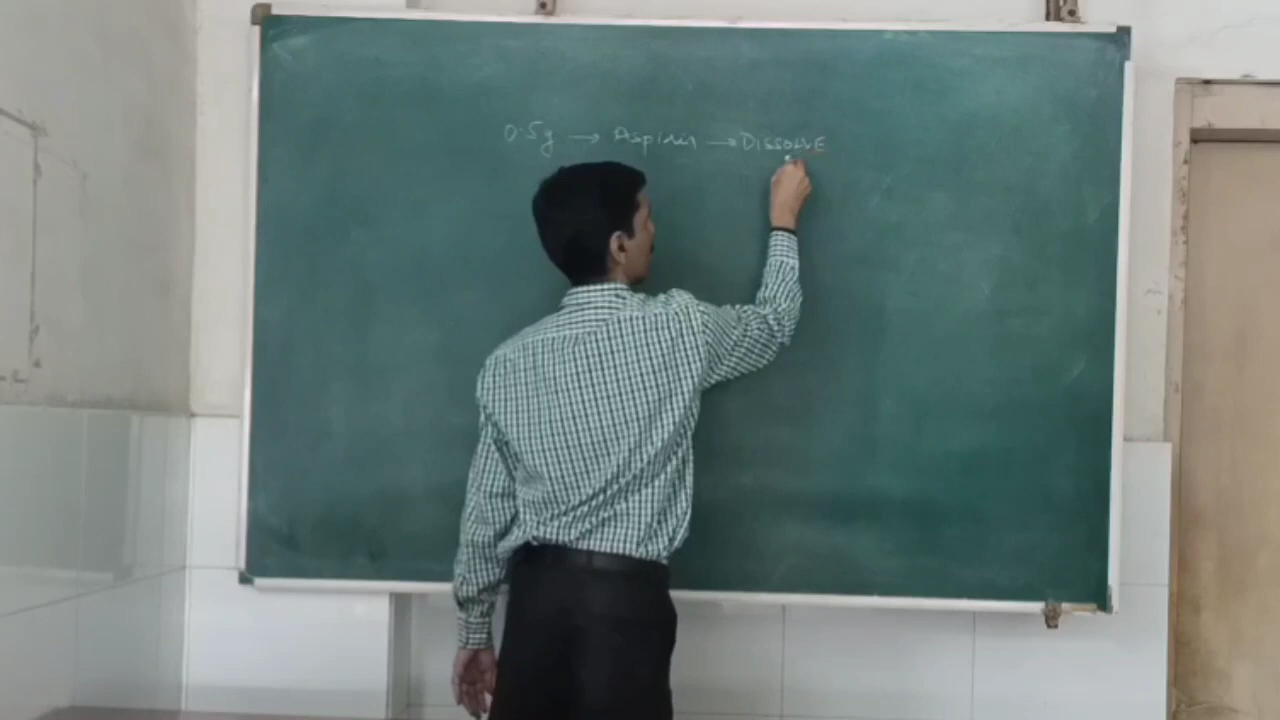 0.5g → Aspirin → DISSOLVE